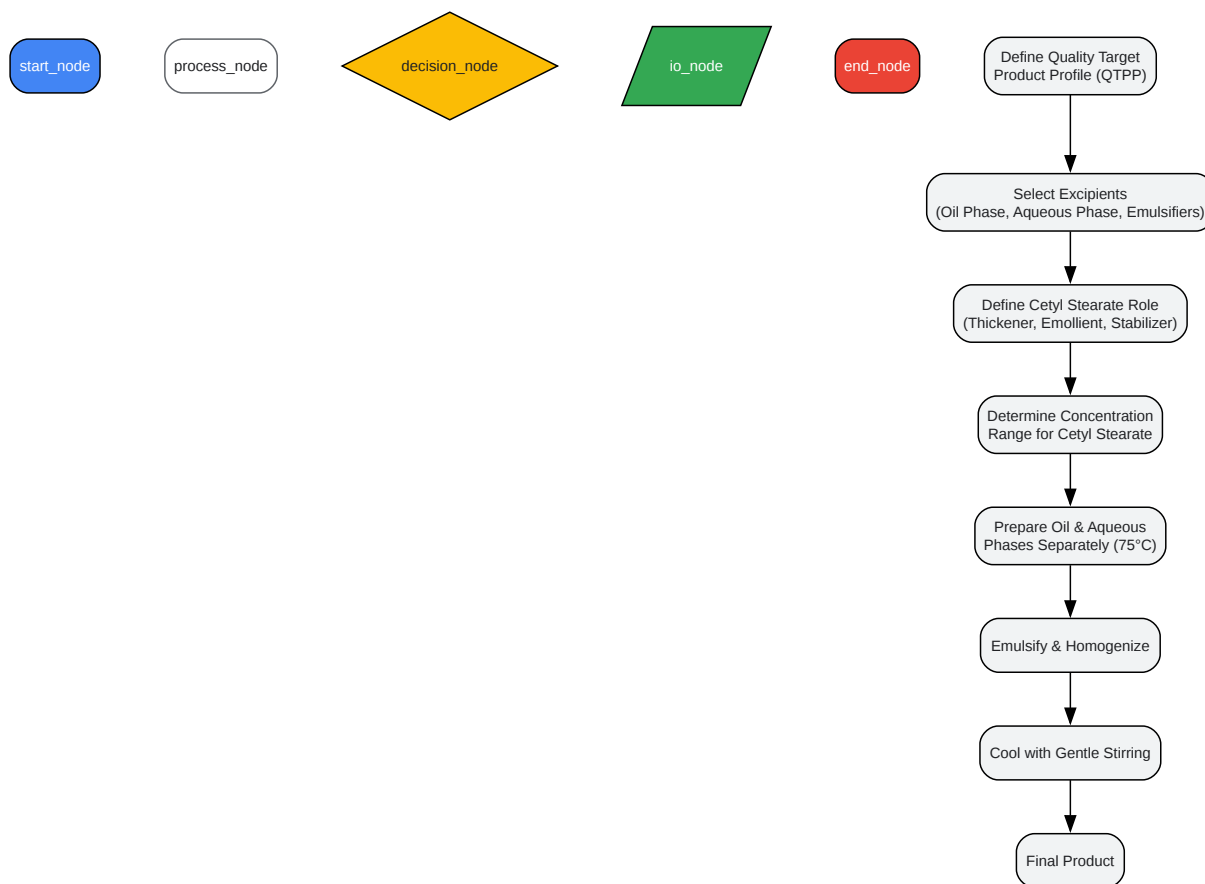 start_node
process_node
decision_node
io_node
end_node
Define Quality Target
Product Profile (QTPP)
Select Excipients
(Oil Phase, Aqueous Phase, Emulsifiers)
Define Cetyl Stearate Role
(Thickener, Emollient, Stabilizer)
Determine Concentration
Range for Cetyl Stearate
Prepare Oil & Aqueous
Phases Separately (75°C)
Emulsify & Homogenize
Cool with Gentle Stirring
Final Product